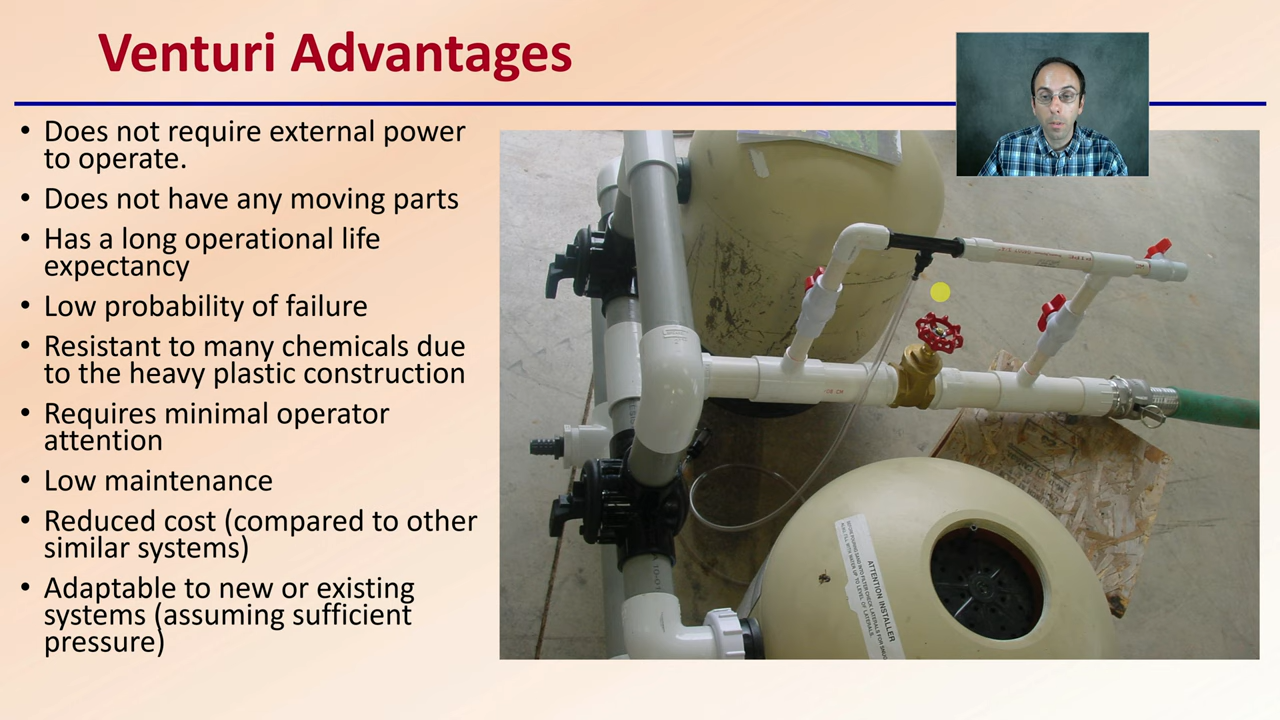 Venturi Advantages
• Does not require external power
to operate.
• Does not have any moving parts
• Has a long operational life
expectancy
• Low probability of failure
• Resistant to many chemicals due
to the heavy plastic construction
• Requires minimal operator
attention
• Low maintenance
• Reduced cost (compared to other
similar systems)
• Adaptable to new or existing
systems (assuming sufficient
pressure)
ATTENTION INSTALLER